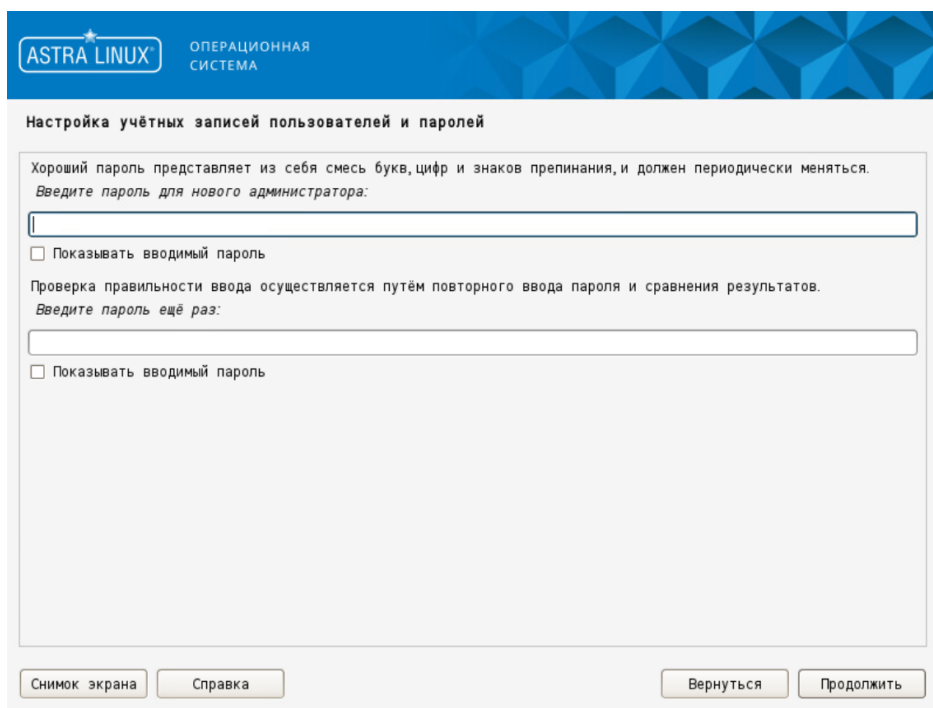 ASTRA LINUX®
ОПЕРАЦИОННАЯ
СИСТЕМА
Настройка учётных записей пользователей и паролей
Хороший пароль представляет из себя смесь букв, цифр и знаков препинания, и должен периодически меняться.
Введите пароль для нового администратора:
Показывать вводимый пароль
Проверка правильности ввода осуществляется путём повторного ввода пароля и сравнения результатов.
Введите пароль ещё раз:
Показывать вводимый пароль
Снимок экрана
Справка
Вернуться
Продолжить